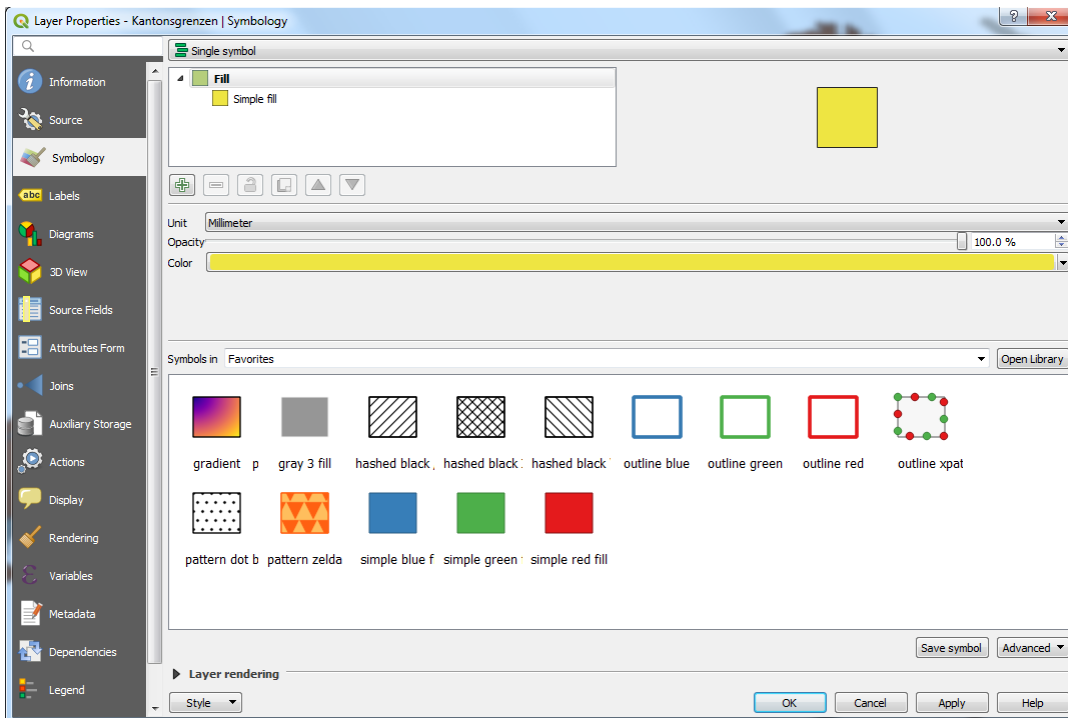 Layer Properties - Kantonsgrenzen | Symbology
Single symbol
Information
Source
Symbology
abc Labels
Diagrams
3D View
Source Fields
Attributes Form
Joins
Auxiliary Storage
Actions
Display
Rendering
Variables
Metadata
Dependencies
Legend
Fill
Simple fill
Unit Millimeter
Opacity 100.0 %
Color
Symbols in Favorites Open Library
gradient p gray 3 fill hashed black hashed black hashed black outline blue outline green outline red outline xpat
pattern dot b pattern zelda simple blue f simple green simple red fill
Save symbol Advanced
Layer rendering
Style OK Cancel Apply Help